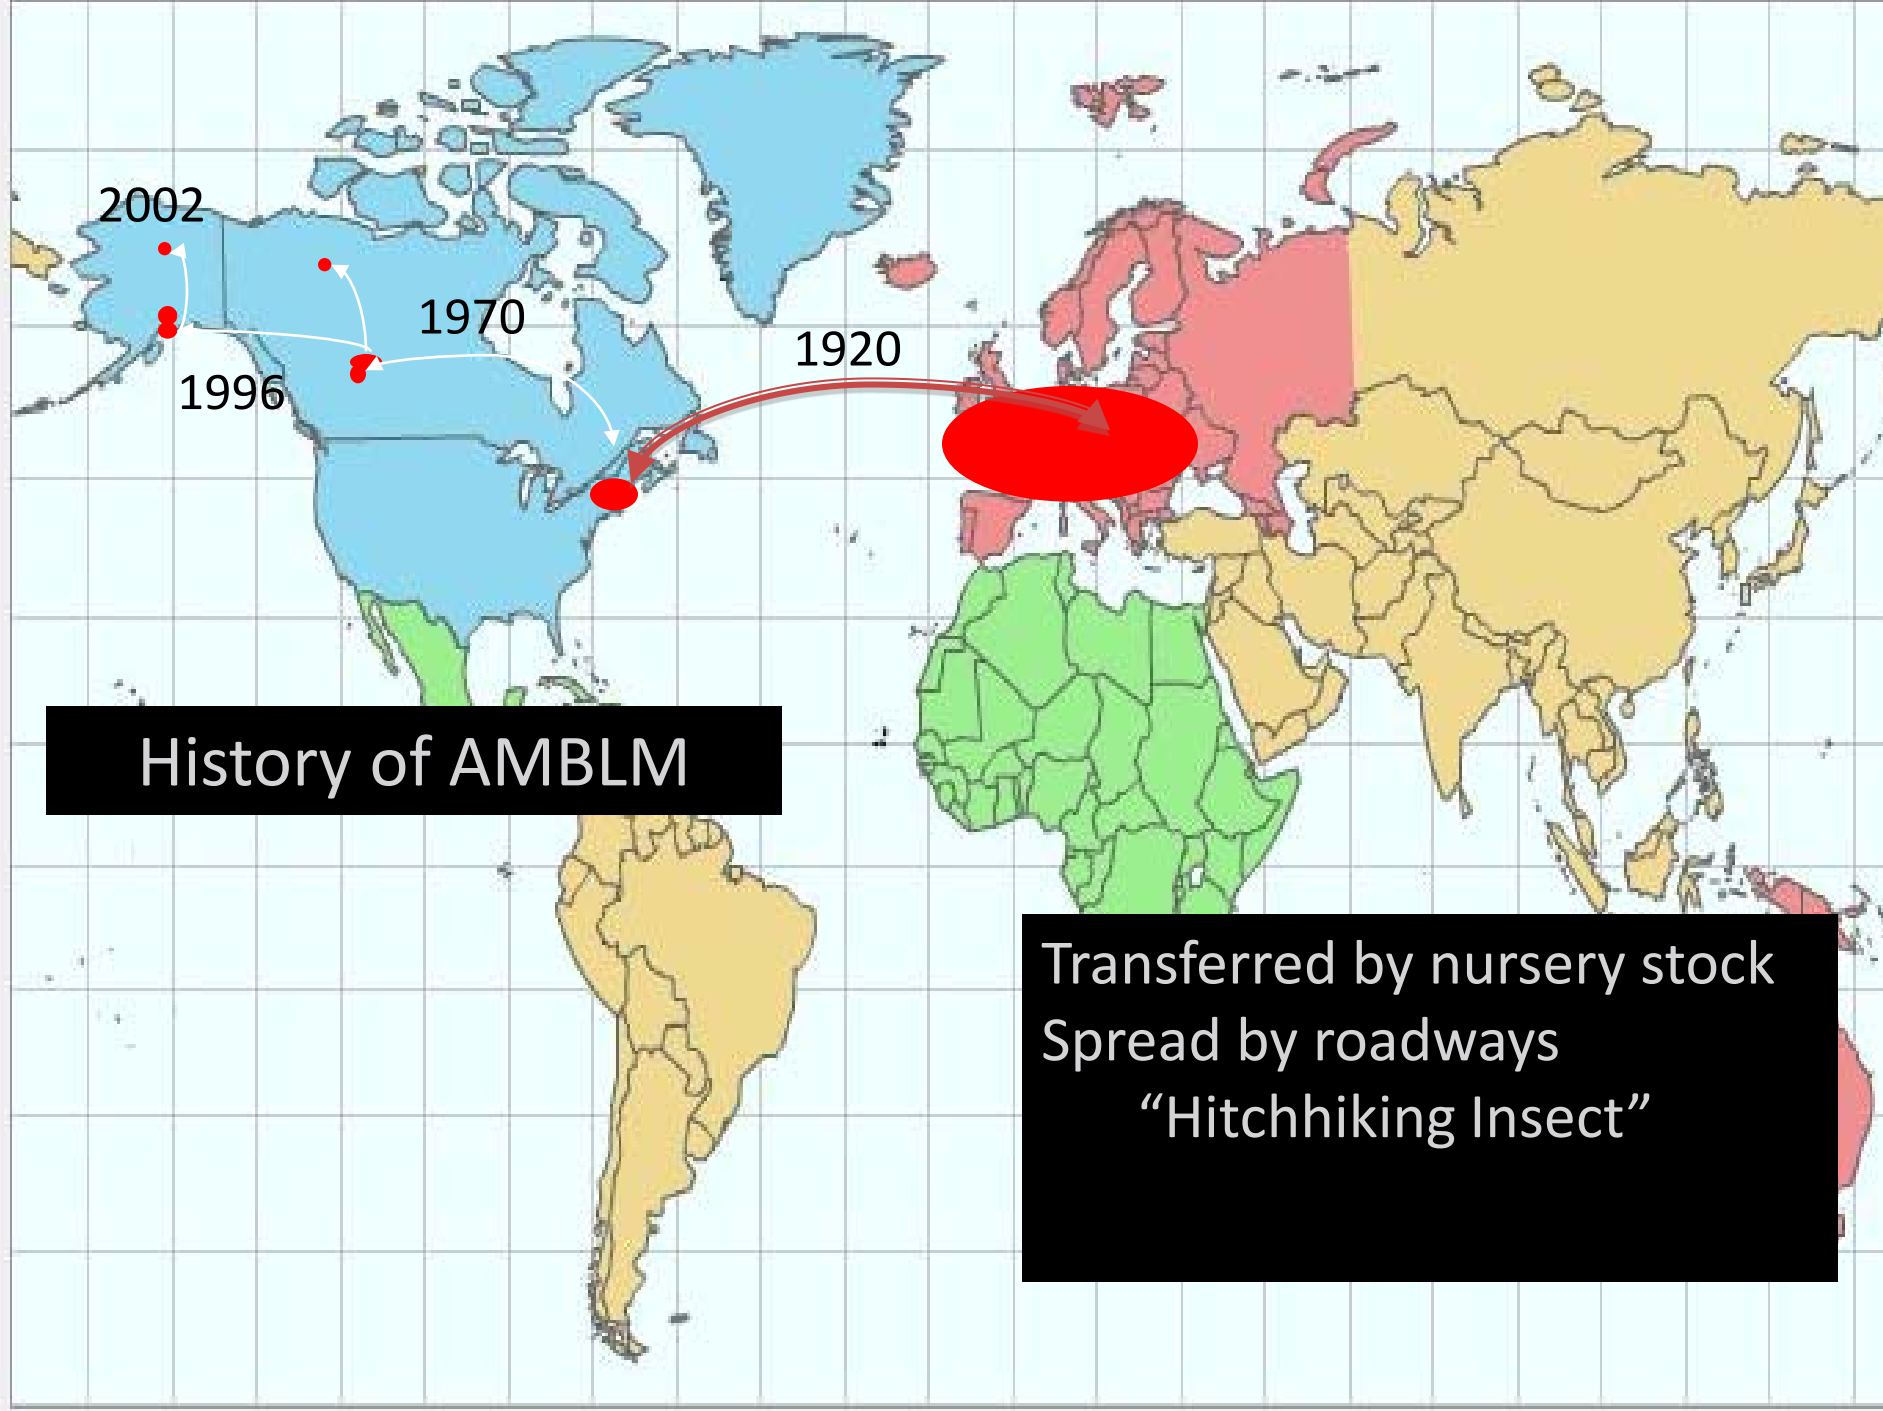 2002
1970
1920
1996
History of AMBLM
Transferred by nursery stock
Spread by roadways
“Hitchhiking Insect”